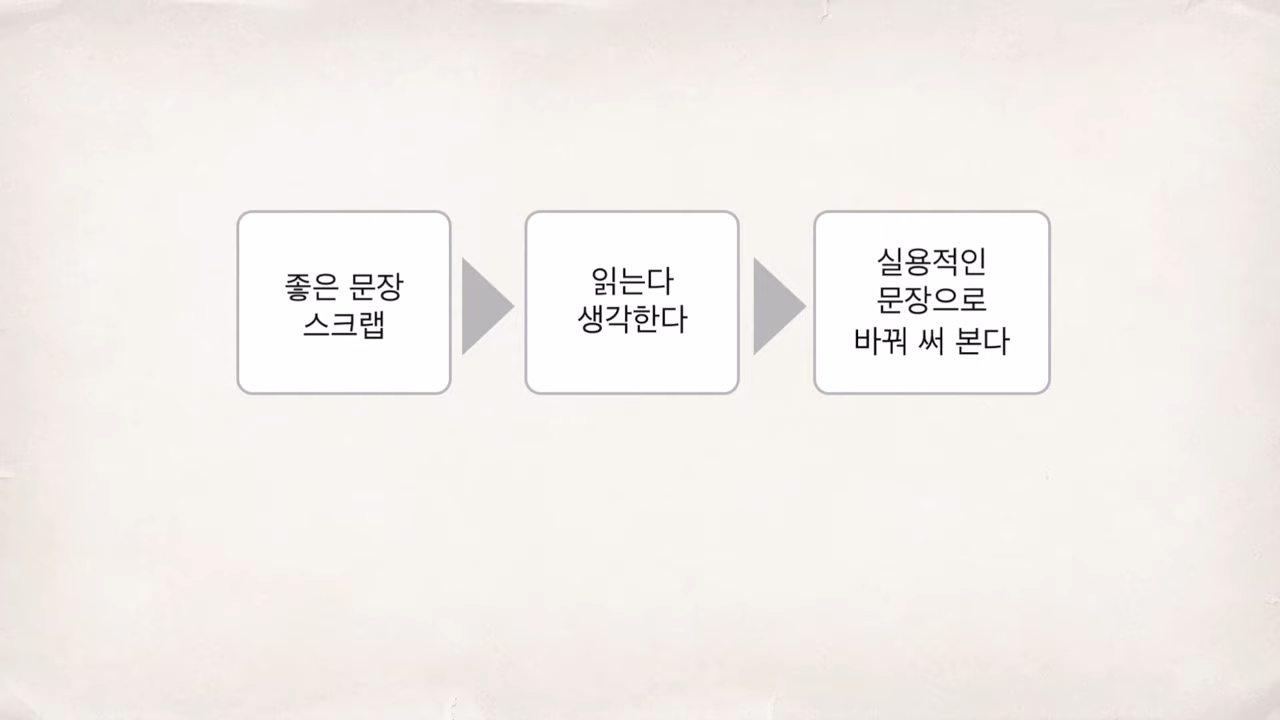 좋은 문장
스크랩
읽는다
생각한다
실용적인
문장으로
바꿔 써 본다